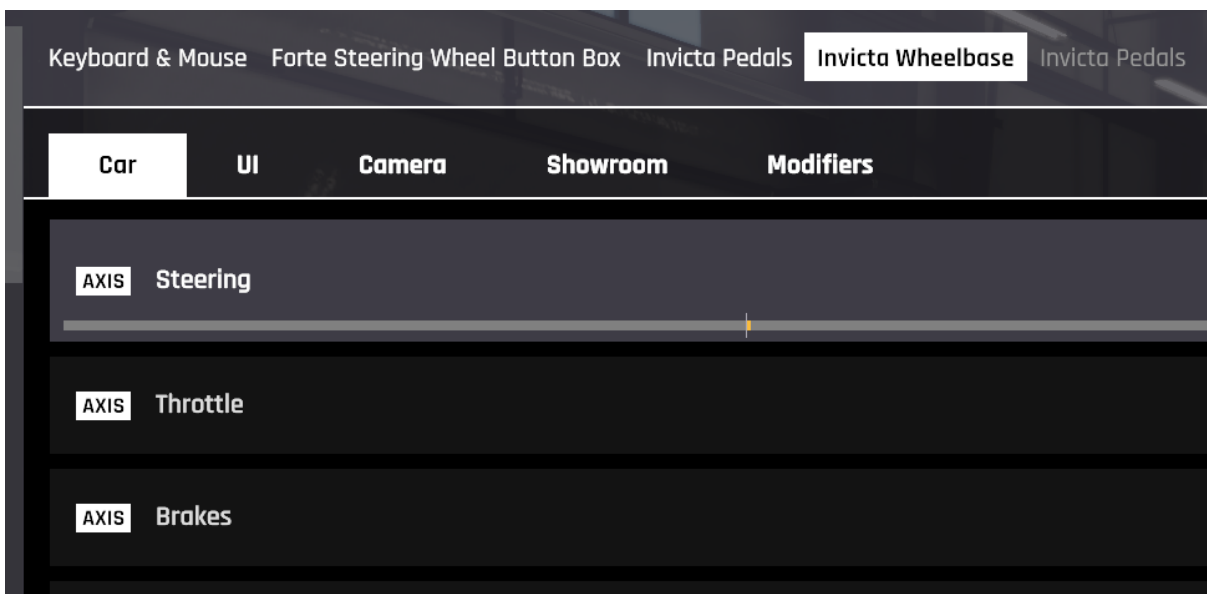 Keyboard & Mouse Forte Steering Wheel Button Box Invicta Pedals Invicta Wheelbase Invicta Pedals
Car UI Camera Showroom Modifiers
AXIS Steering
AXIS Throttle
AXIS Brakes